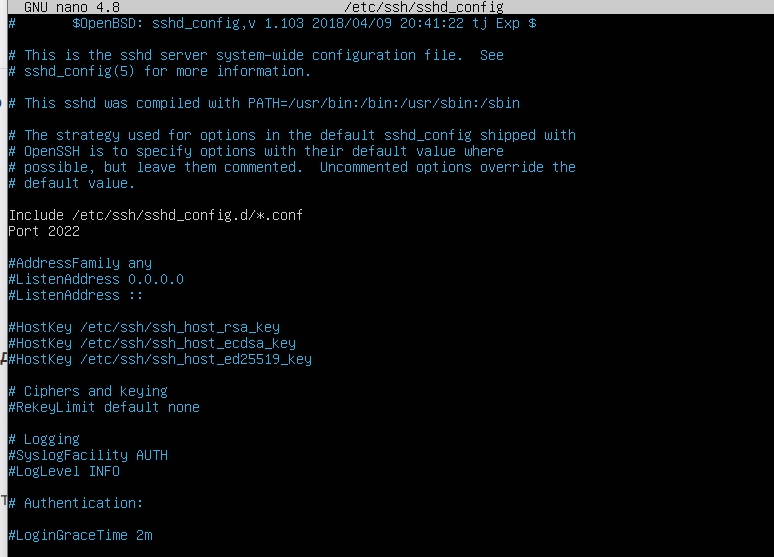 GNU nano 4.8 /etc/ssh/sshd_config
# $OpenBSD: sshd_config,v 1.103 2018/04/09 20:41:22 tj Exp $
# This is the sshd server system-wide configuration file. See
# sshd_config(5) for more information.
# This sshd was compiled with PATH=/usr/bin:/bin:/usr/sbin:/sbin
# The strategy used for options in the default sshd_config shipped with
# OpenSSH is to specify options with their default value where
# possible, but leave them commented. Uncommented options override the
# default value.
Include /etc/ssh/sshd_config.d/*.conf
Port 2022
#AddressFamily any
#ListenAddress 0.0.0.0
#ListenAddress ::
#HostKey /etc/ssh/ssh_host_rsa_key
#HostKey /etc/ssh/ssh_host_ecdsa_key
#HostKey /etc/ssh/ssh_host_ed25519_key
# Ciphers and keying
#RekeyLimit default none
# Logging
#SyslogFacility AUTH
#LogLevel INFO
# Authentication:
#LoginGraceTime 2m